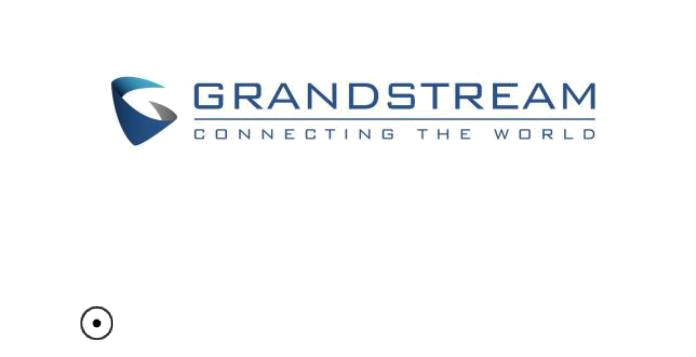 GRANDSTREAM
CONNECTING THE WORLD